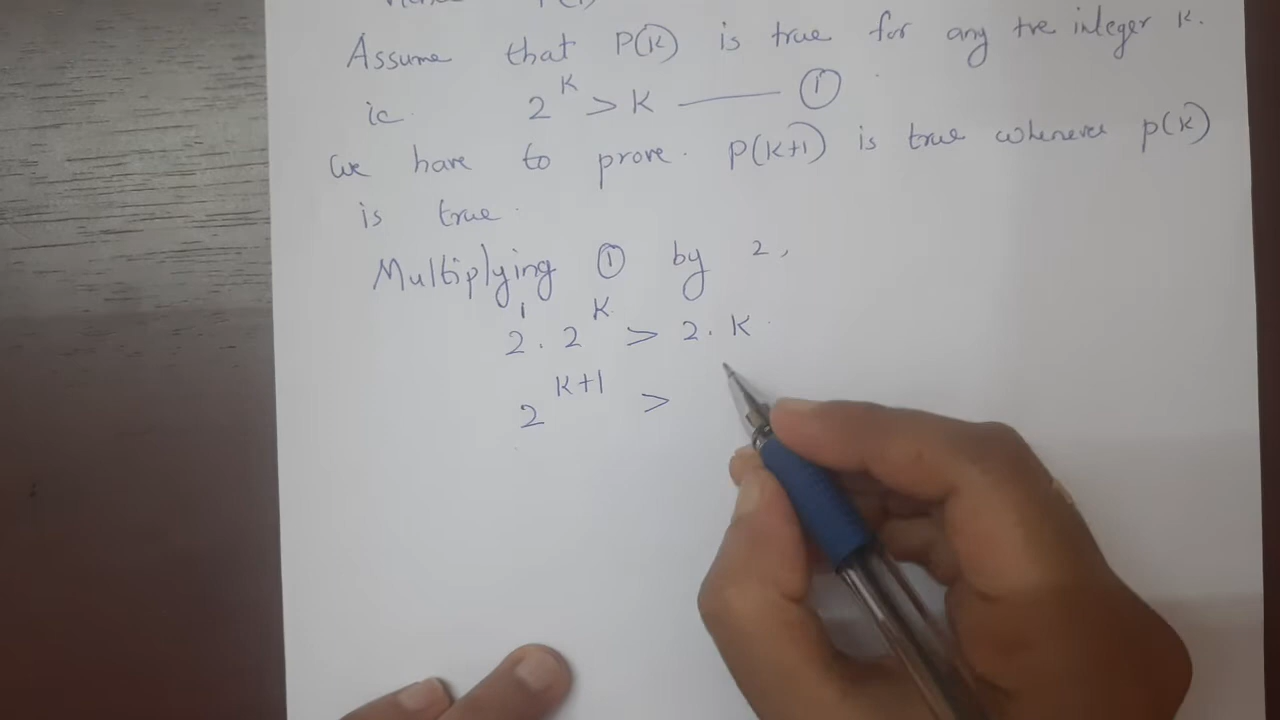 Assume that P(k) is true for any +ve integer k.
ie. 2^k > k —— ①
We have to prove. P(k+1) is true whenever p(k)
is true.
Multiplying ① by 2,
2^1 . 2^k > 2. k
2^k+1 >